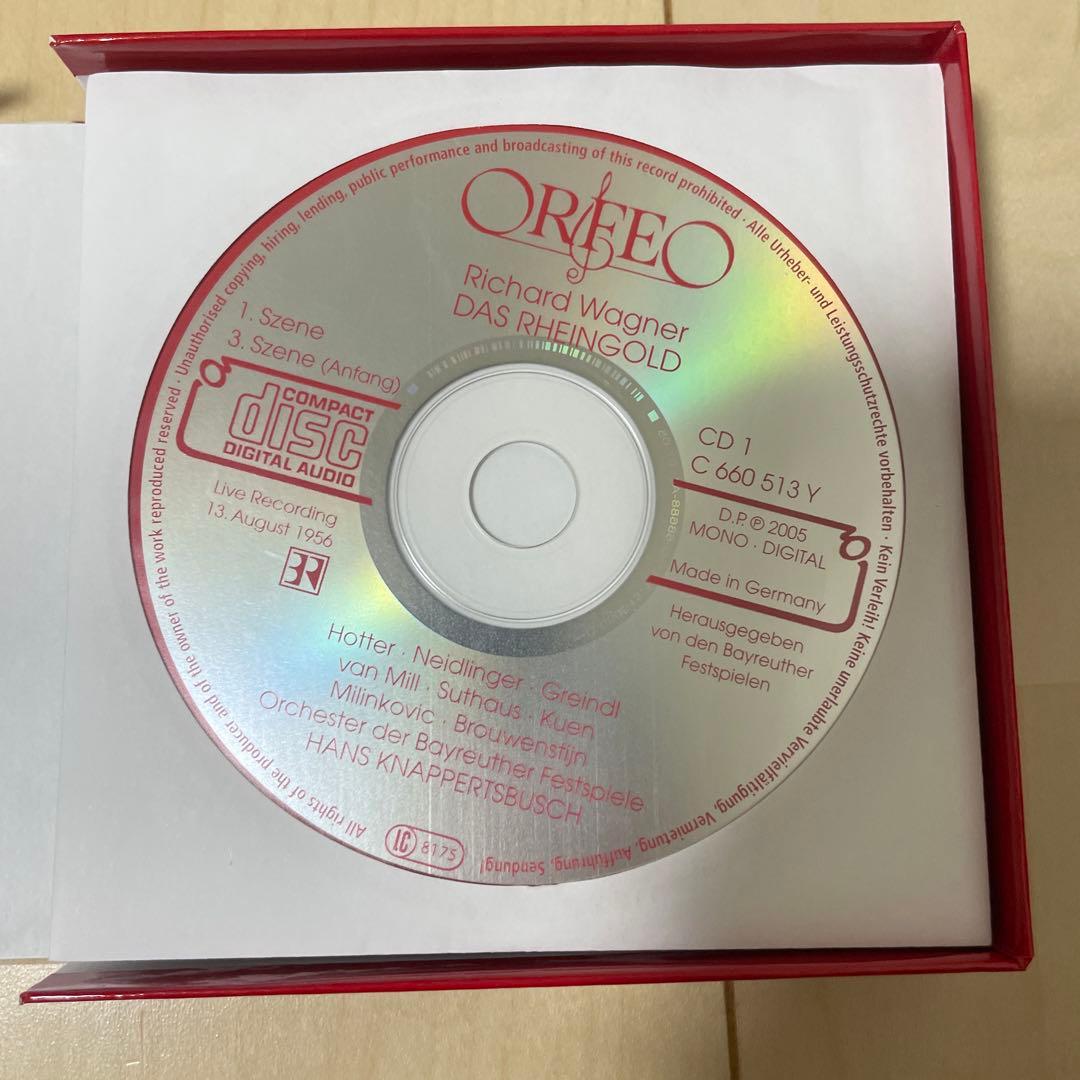 ORFEO
Richard Wagner
DAS RHEINGOLD
1. Szene
3. Szene (Anfang)
COMPACT
disc
DIGITAL AUDIO
Live Recording
13. August 1956
BR
CD 1
C 660 513 Y
D.P. ℗ 2005
MONO · DIGITAL
Made in Germany
Herausgegeben
von den Bayreuther
Festspielen
Hotter · Neidlinger · Greindl
van Mill · Suthaus · Kuen
Milinkovic · Brouwenstijn
Orchester der Bayreuther Festspiele
HANS KNAPPERTSBUSCH
LC 8175
All rights of the producer and of the owner of the work reproduced reserved · Unauthorised copying, hiring, lending, public performance and broadcasting of this record prohibited · Alle Urheber- und Leistungsschutzrechte vorbehalten · Kein Verleih! Keine unerlaubte Vervielfältigung, Vermietung, Aufführung, Sendung!